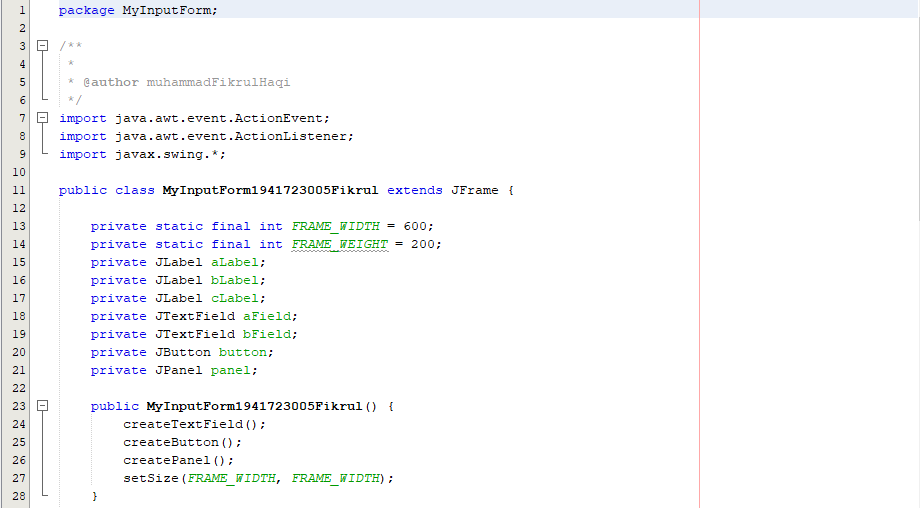 1 package MyInputForm;
2
3 /**
4 *
5 * @author muhammadFikrulHaqi
6 */
7 import java.awt.event.ActionEvent;
8 import java.awt.event.ActionListener;
9 import javax.swing.*;
10
11 public class MyInputForm1941723005Fikrul extends JFrame {
12
13 private static final int FRAME_WIDTH = 600;
14 private static final int FRAME_WEIGHT = 200;
15 private JLabel aLabel;
16 private JLabel bLabel;
17 private JLabel cLabel;
18 private JTextField aField;
19 private JTextField bField;
20 private JButton button;
21 private JPanel panel;
22
23 public MyInputForm1941723005Fikrul() {
24 createTextField();
25 createButton();
26 createPanel();
27 setSize(FRAME_WIDTH, FRAME_WIDTH);
28 }